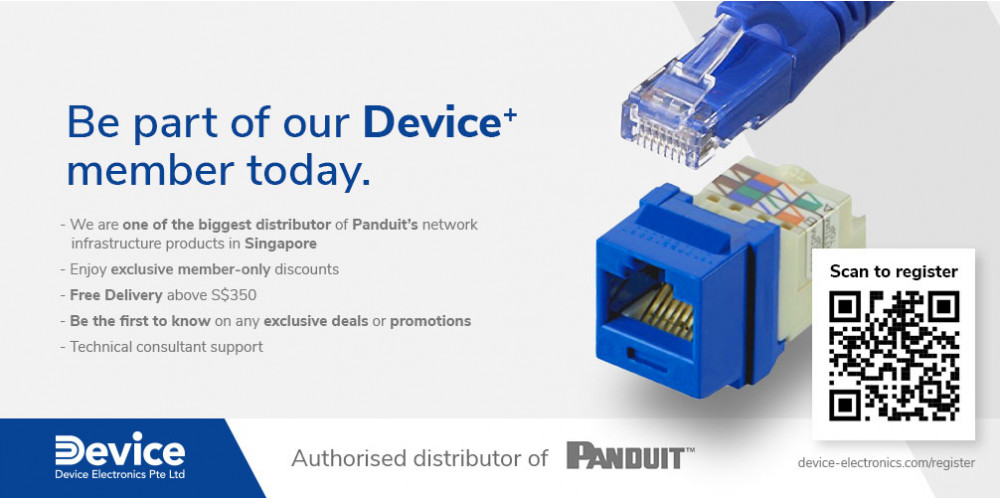 Be part of our Device+
member today.
- We are one of the biggest distributor of Panduit's network
infrastructure products in Singapore
- Enjoy exclusive member-only discounts
- Free Delivery above S$350
- Be the first to know on any exclusive deals or promotions
- Technical consultant support
Scan to register
Device
Device Electronics Pte Ltd
Authorised distributor of PANDUIT™
device-electronics.com/register